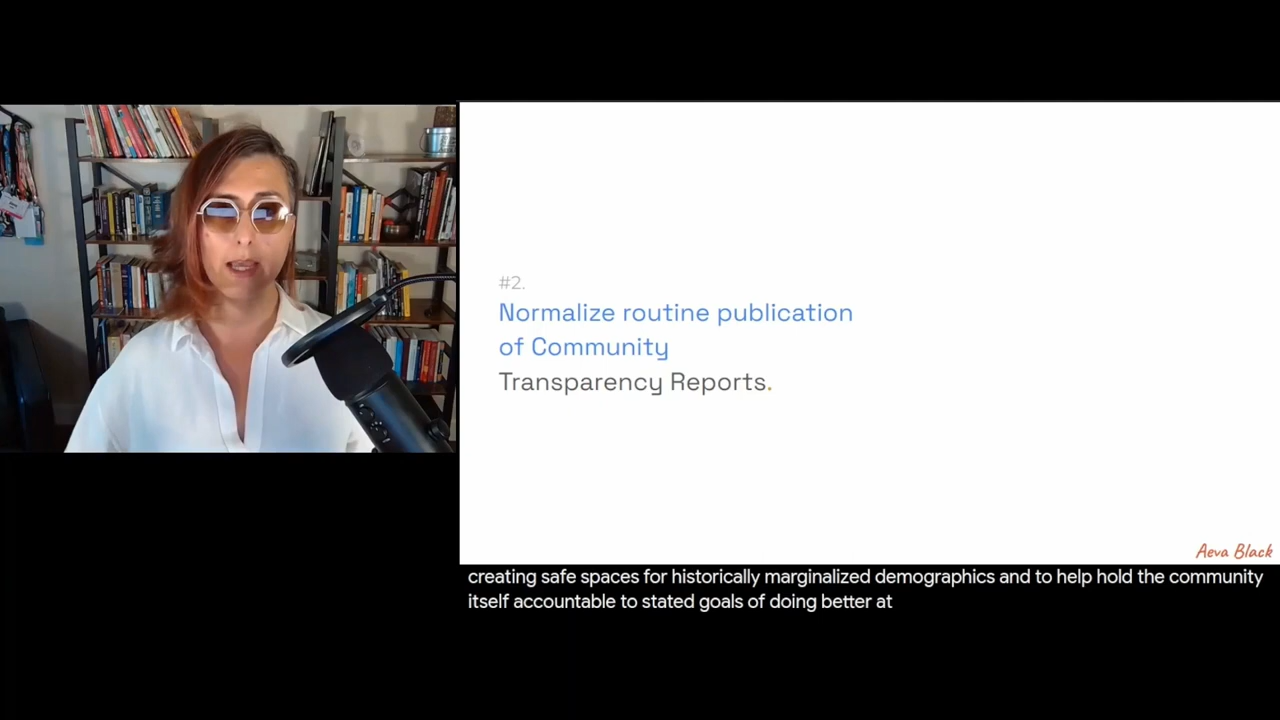 #2.
Normalize routine publication
of Community
Transparency Reports.
Aeva Black
creating safe spaces for historically marginalized demographics and to help hold the community
itself accountable to stated goals of doing better at